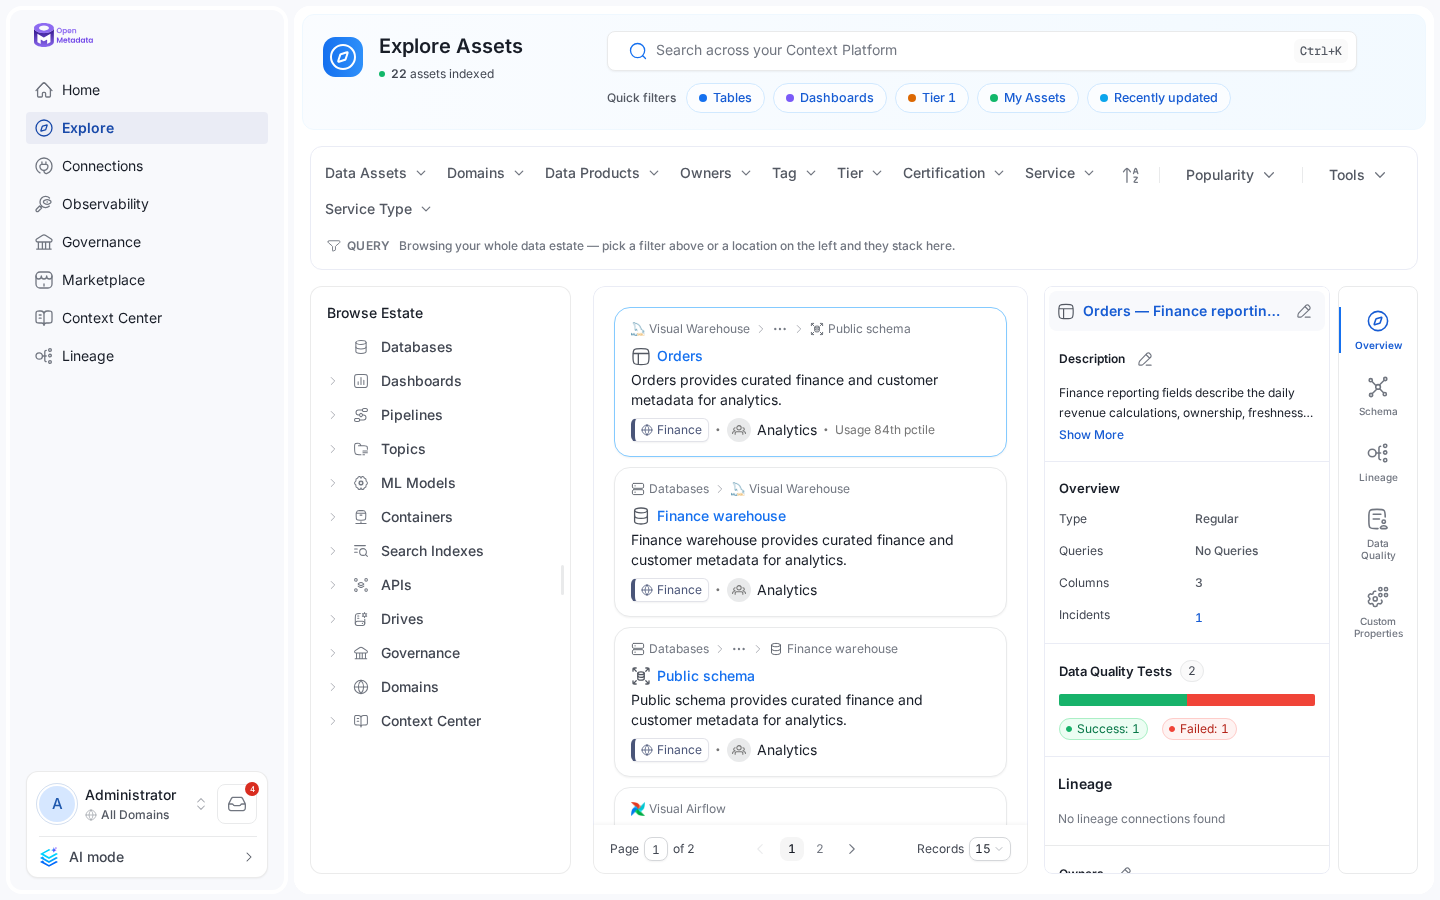 Open
Metadata
Home
Explore
Connections
Observability
Governance
Marketplace
Context Center
Lineage
A
Administrator
All Domains
4
AI mode
Explore Assets
22 assets indexed
Search across your Context Platform
Ctrl+K
Quick filters
Tables
Dashboards
Tier 1
My Assets
Recently updated
Data Assets
Domains
Data Products
Owners
Tag
Tier
Certification
Service
Service Type
A
Z
Popularity
Tools
QUERY Browsing your whole data estate — pick a filter above or a location on the left and they stack here.
Browse Estate
Databases
Dashboards
Pipelines
Topics
ML Models
Containers
Search Indexes
APIs
Drives
Governance
Domains
Context Center
Visual Warehouse > ... > Public schema
Orders
Orders provides curated finance and customer
metadata for analytics.
Finance • Analytics • Usage 84th pctile
Databases > Visual Warehouse
Finance warehouse
Finance warehouse provides curated finance and
customer metadata for analytics.
Finance • Analytics
Databases > ... > Finance warehouse
Public schema
Public schema provides curated finance and
customer metadata for analytics.
Finance • Analytics
Visual Airflow
Page 1 of 2
1 2
Records 15
Orders — Finance reportin...
Description
Finance reporting fields describe the daily
revenue calculations, ownership, freshness...
Show More
Overview
Type Regular
Queries No Queries
Columns 3
Incidents 1
Data Quality Tests 2
Success: 1
Failed: 1
Lineage
No lineage connections found
Owners
Overview
Schema
Lineage
Data
Quality
Custom
Properties